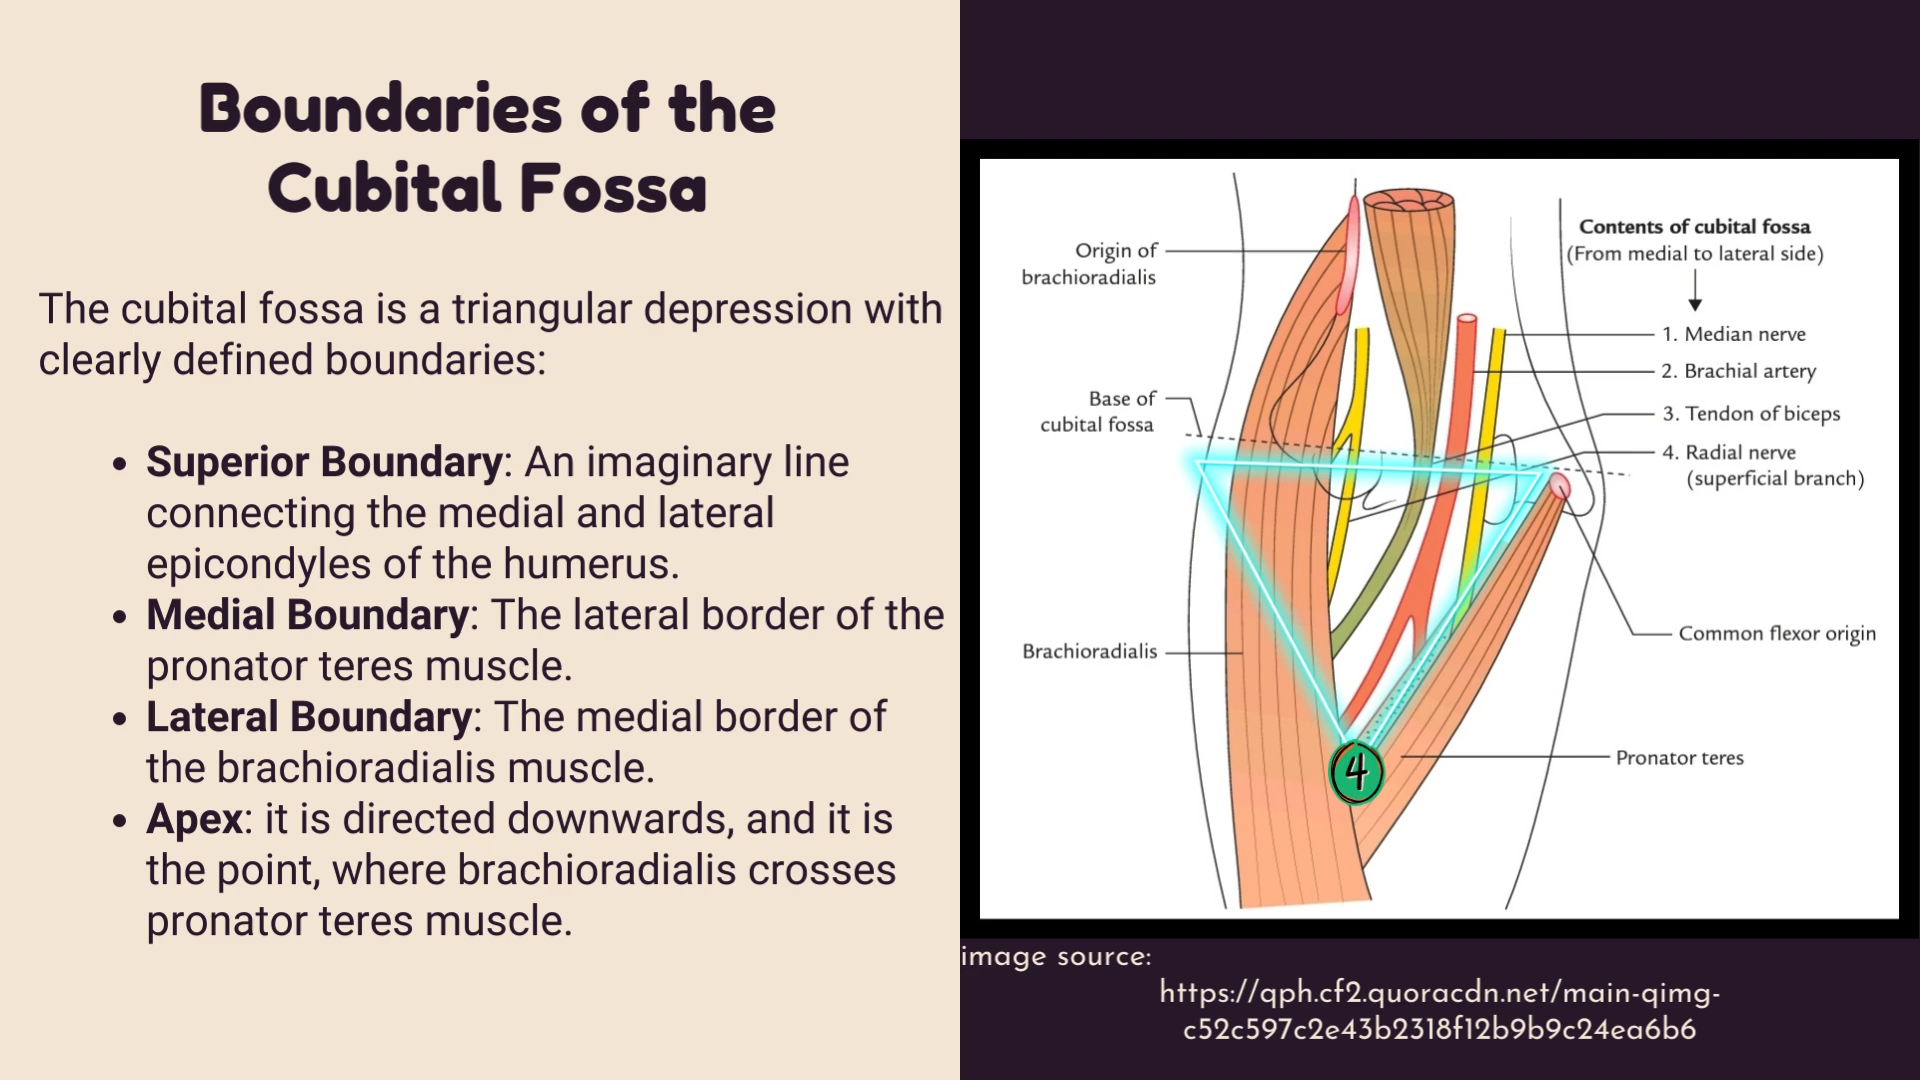 Boundaries of the
Cubital Fossa
The cubital fossa is a triangular depression with
clearly defined boundaries:
• Superior Boundary: An imaginary line
connecting the medial and lateral
epicondyles of the humerus.
• Medial Boundary: The lateral border of the
pronator teres muscle.
• Lateral Boundary: The medial border of
the brachioradialis muscle.
• Apex: it is directed downwards, and it is
the point, where brachioradialis crosses
pronator teres muscle.
Origin of
brachioradialis
Base of
cubital fossa
Brachioradialis
Contents of cubital fossa
(From medial to lateral side)
1. Median nerve
2. Brachial artery
3. Tendon of biceps
4. Radial nerve
(superficial branch)
Common flexor origin
Pronator teres
4
image source:
https://qph.cf2.quoracdn.net/main-qimg-
c52c597c2e43b2318f12b9b9c24ea6b6